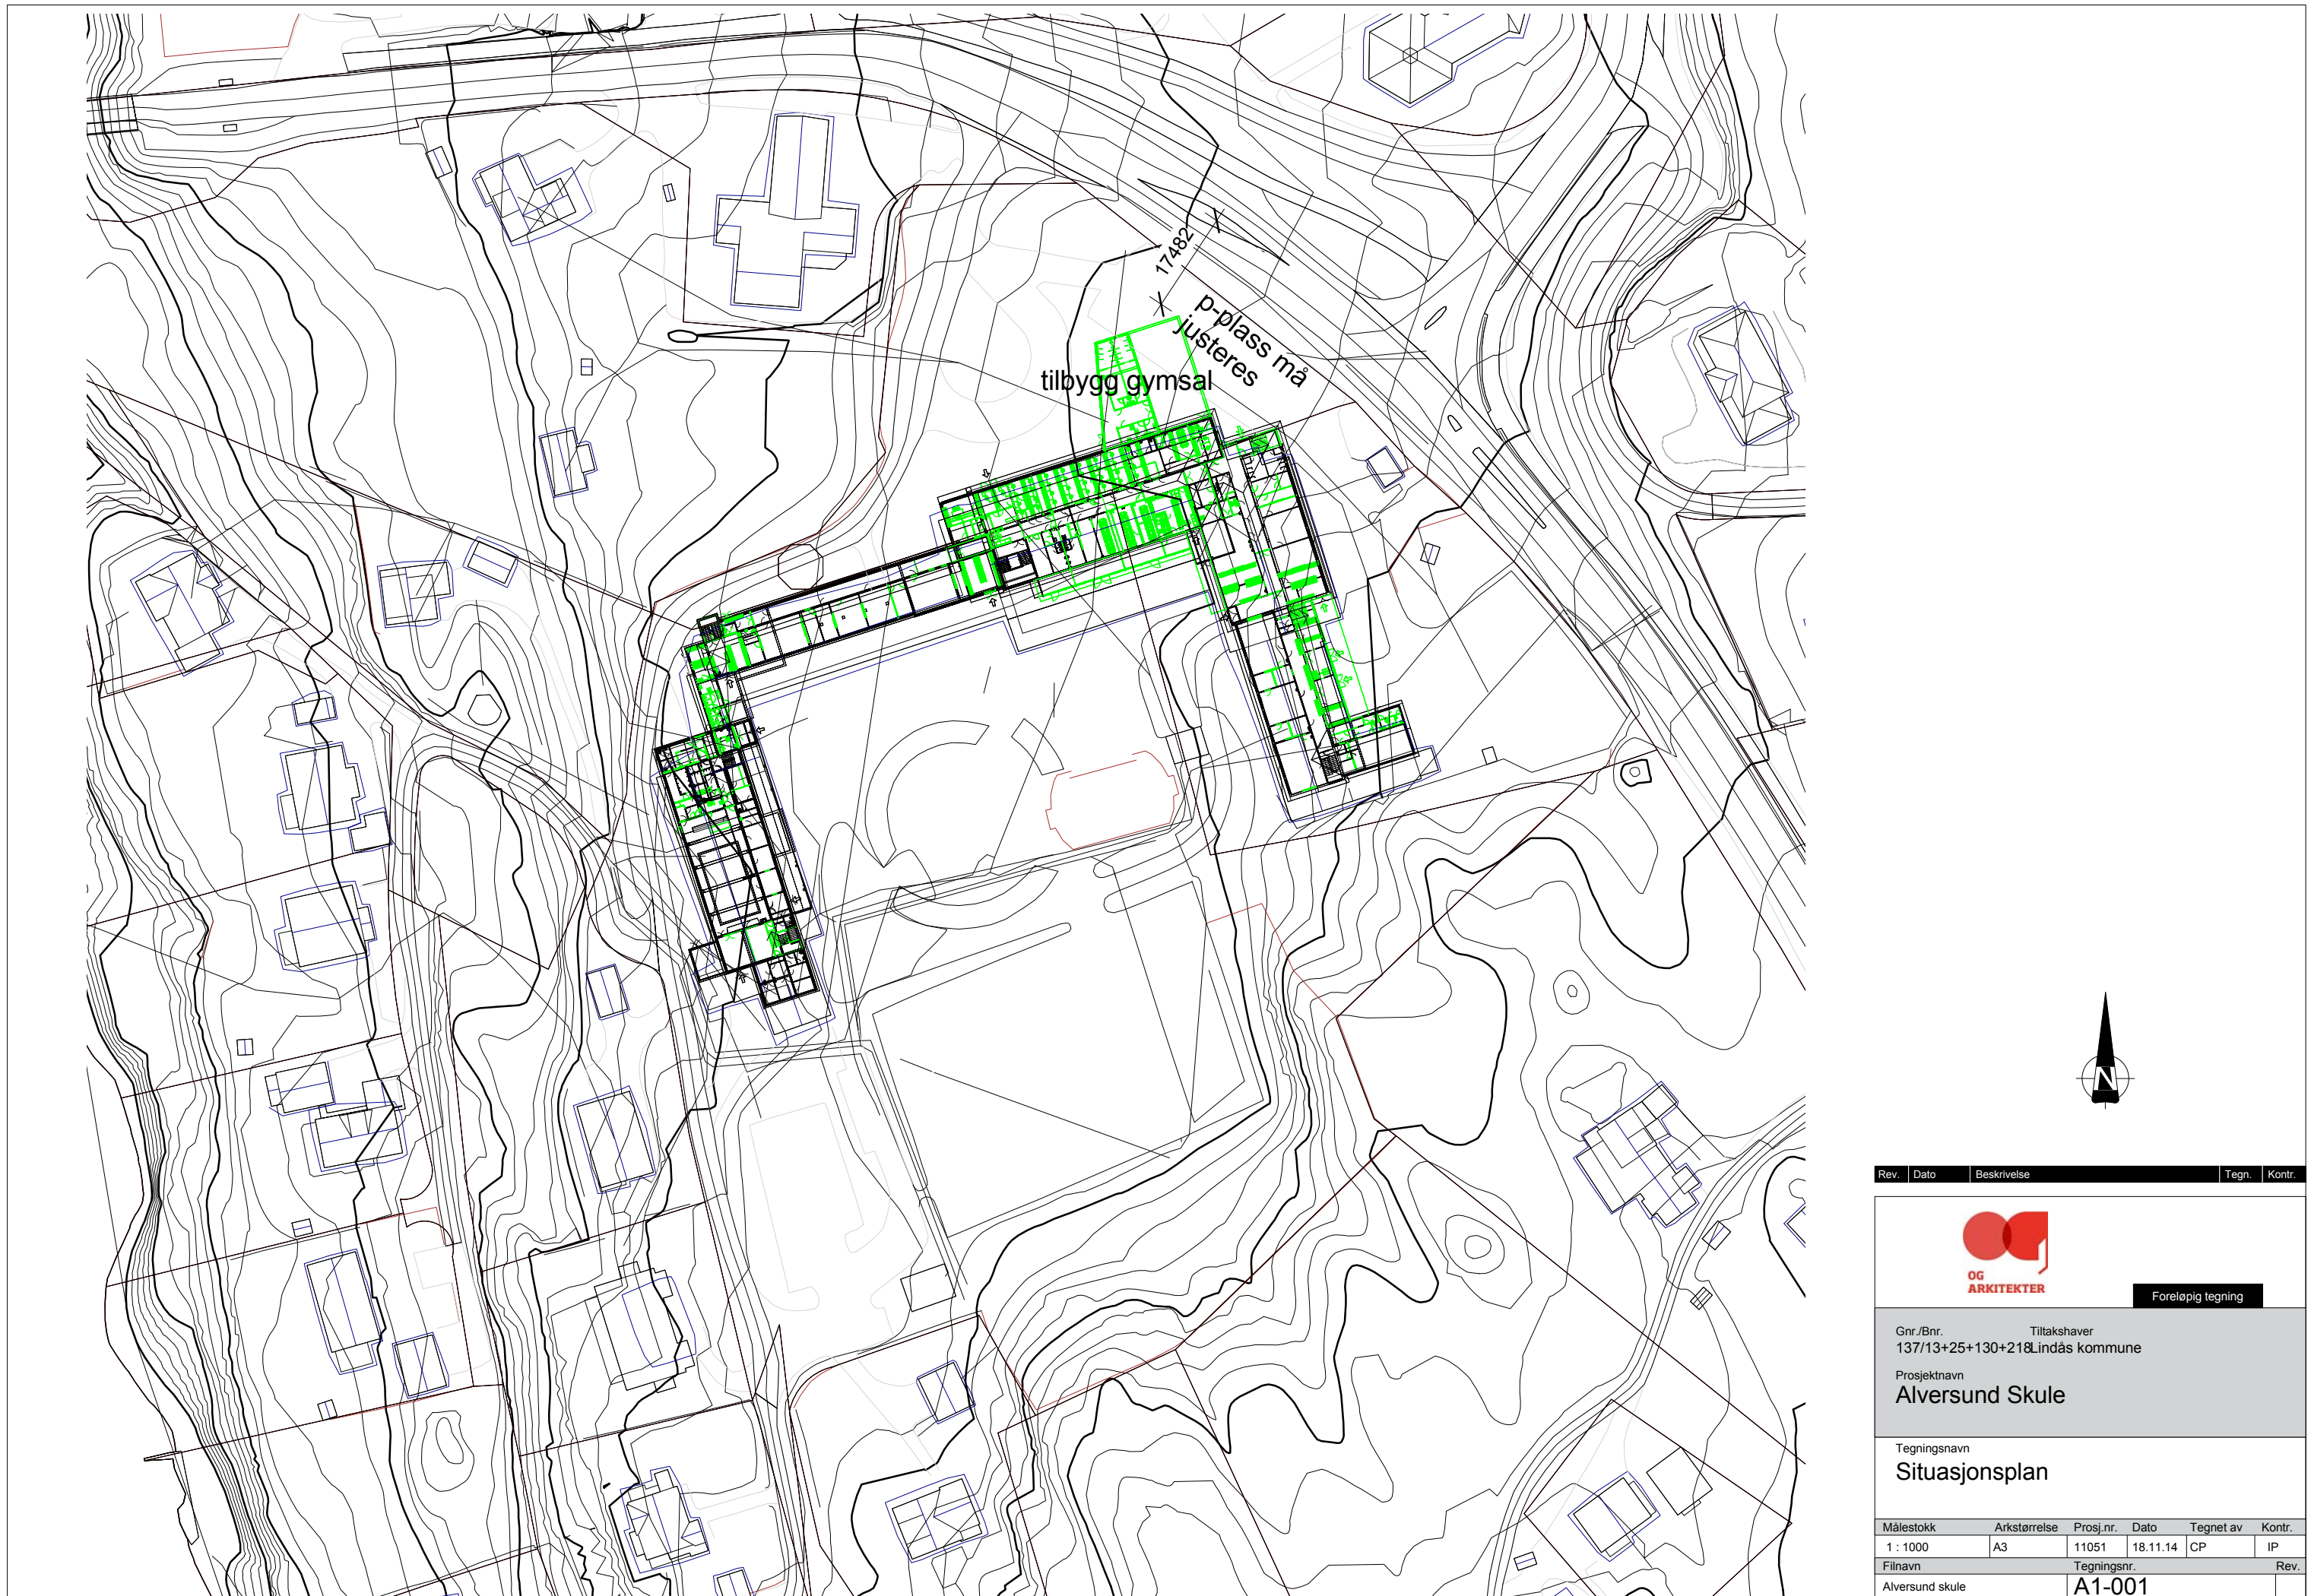 17482
p-plass må
justeres
tilbygg gymsal
N
Rev. Dato Beskrivelse Tegn. Kontr.
OG
ARKITEKTER
Foreløpig tegning
Gnr./Bnr. Tiltakshaver
137/13+25+130+218Lindås kommune
Prosjektnavn
Alversund Skule
Tegningsnavn
Situasjonsplan
Målestokk Arkstørrelse Prosj.nr. Dato Tegnet av Kontr.
1 : 1000 A3 11051 18.11.14 CP IP
Filnavn Tegningsnr. Rev.
Alversund skule A1-001